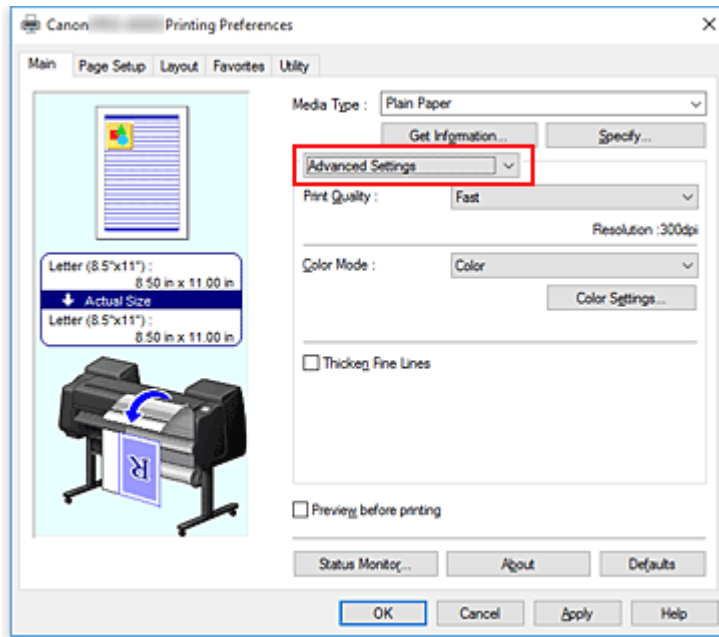 Canon Printing Preferences
Main Page Setup Layout Favorites Utility
Media Type : Plain Paper
Get Information... Specify...
Advanced Settings
Print Quality : Fast
Resolution :300dpi
Color Mode : Color
Color Settings...
Thicken Fine Lines
Letter (8.5"x11") :
8.50 in x 11.00 in
Actual Size
Letter (8.5"x11") :
8.50 in x 11.00 in
R
Preview before printing
Status Monitor... About Defaults
OK Cancel Apply Help